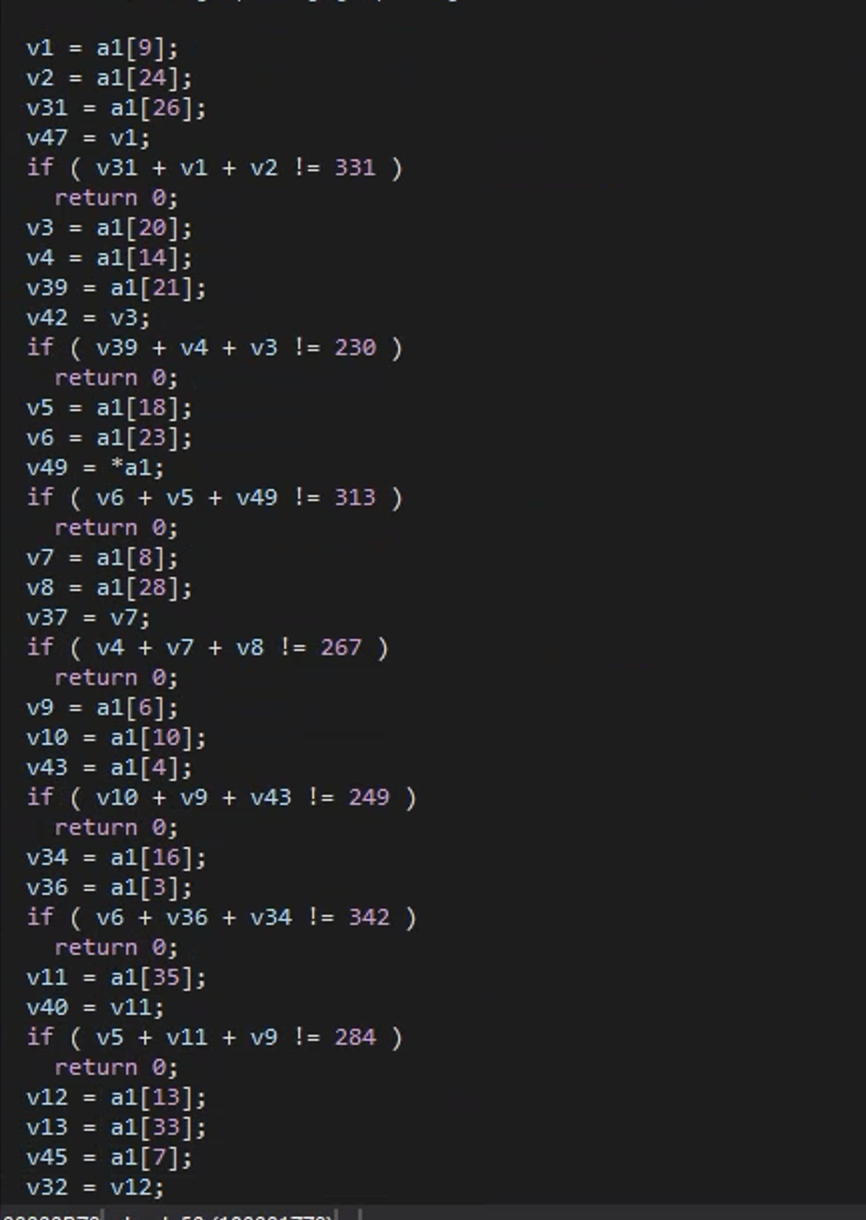 v1 = a1[9];
v2 = a1[24];
v31 = a1[26];
v47 = v1;
if ( v31 + v1 + v2 != 331 )
  return 0;
v3 = a1[20];
v4 = a1[14];
v39 = a1[21];
v42 = v3;
if ( v39 + v4 + v3 != 230 )
  return 0;
v5 = a1[18];
v6 = a1[23];
v49 = *a1;
if ( v6 + v5 + v49 != 313 )
  return 0;
v7 = a1[8];
v8 = a1[28];
v37 = v7;
if ( v4 + v7 + v8 != 267 )
  return 0;
v9 = a1[6];
v10 = a1[10];
v43 = a1[4];
if ( v10 + v9 + v43 != 249 )
  return 0;
v34 = a1[16];
v36 = a1[3];
if ( v6 + v36 + v34 != 342 )
  return 0;
v11 = a1[35];
v40 = v11;
if ( v5 + v11 + v9 != 284 )
  return 0;
v12 = a1[13];
v13 = a1[33];
v45 = a1[7];
v32 = v12;